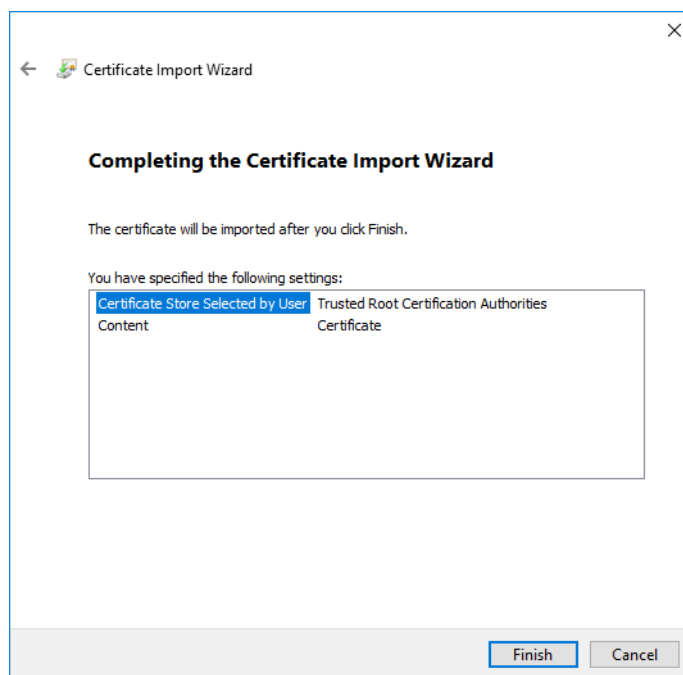 Certificate Import Wizard
Completing the Certificate Import Wizard
The certificate will be imported after you click Finish.
You have specified the following settings:
Certificate Store Selected by User Trusted Root Certification Authorities
Content Certificate
Finish Cancel